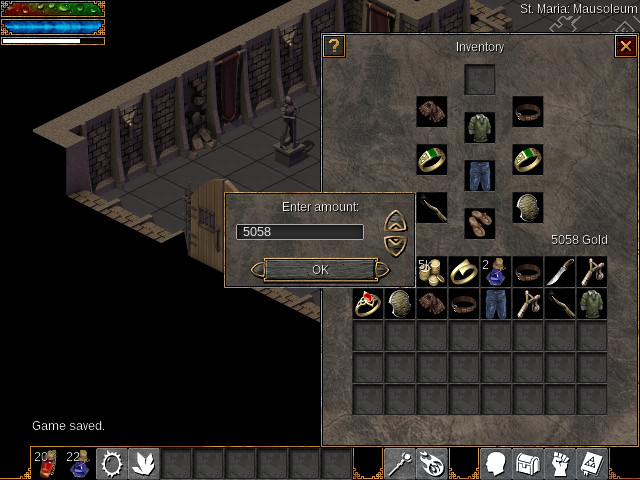 St. Maria: Mausoleum
?
Inventory
Enter amount:
5058
5058 Gold
5k
2
OK
Game saved.
20
22